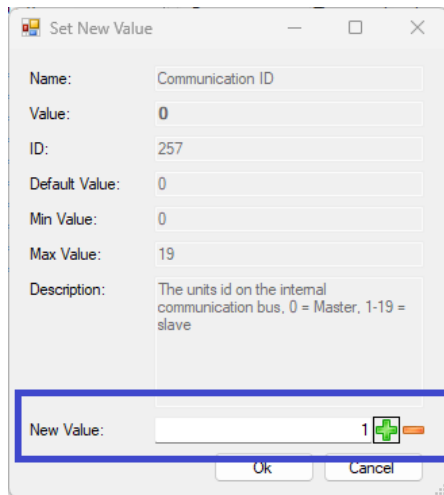 Set New Value
Name: Communication ID
Value: 0
ID: 257
Default Value: 0
Min Value: 0
Max Value: 19
Description: The units id on the internal
communication bus, 0 = Master, 1-19 =
slave
New Value: 1
Ok Cancel